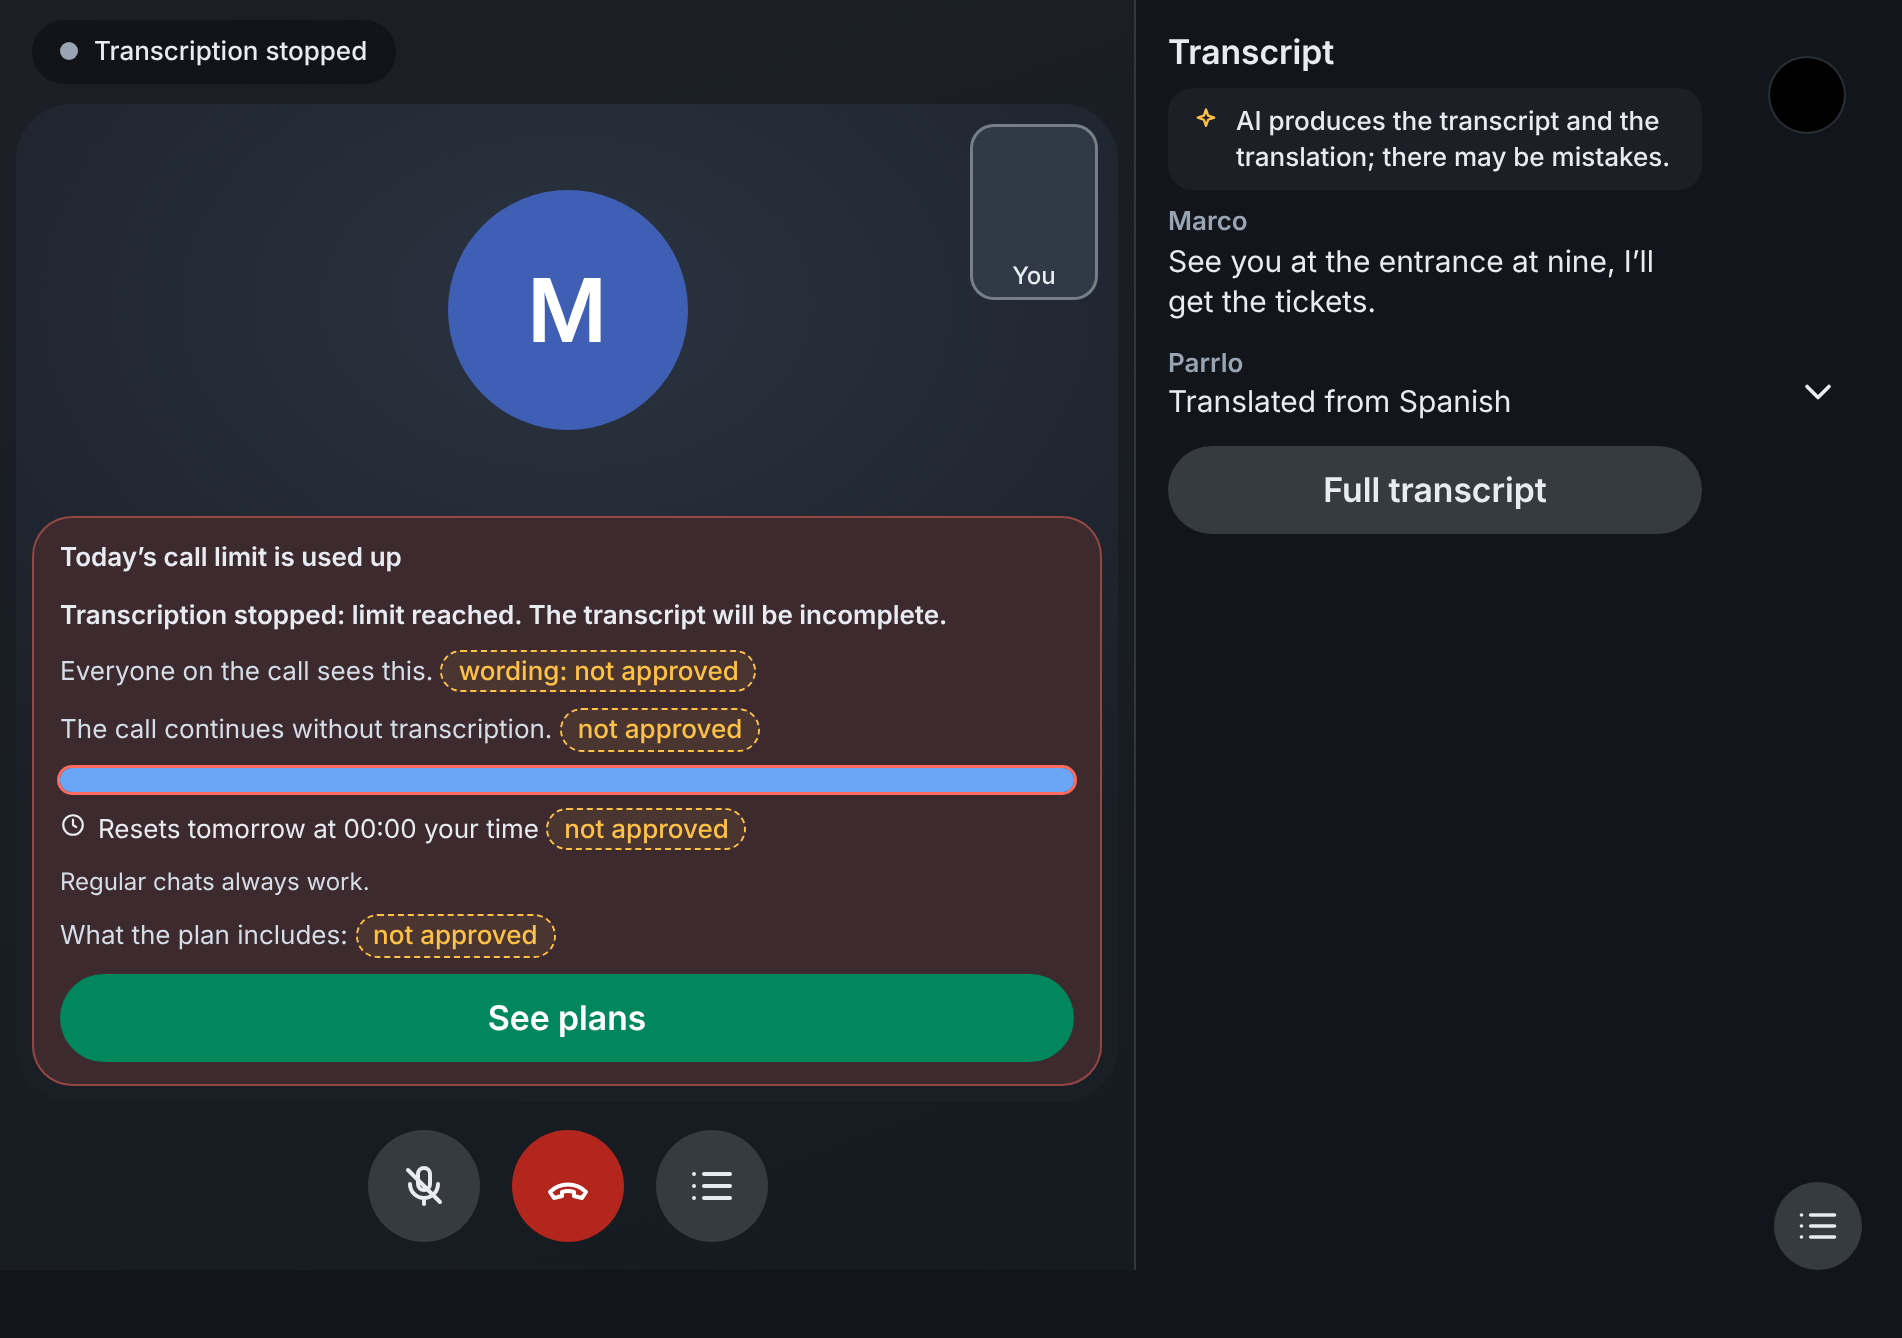 Transcription stopped
M
You
Today’s call limit is used up
Transcription stopped: limit reached. The transcript will be incomplete.
Everyone on the call sees this. wording: not approved
The call continues without transcription. not approved
Resets tomorrow at 00:00 your time not approved
Regular chats always work.
What the plan includes: not approved
See plans
Transcript
AI produces the transcript and the
translation; there may be mistakes.
Marco
See you at the entrance at nine, I’ll
get the tickets.
Parrlo
Translated from Spanish
Full transcript